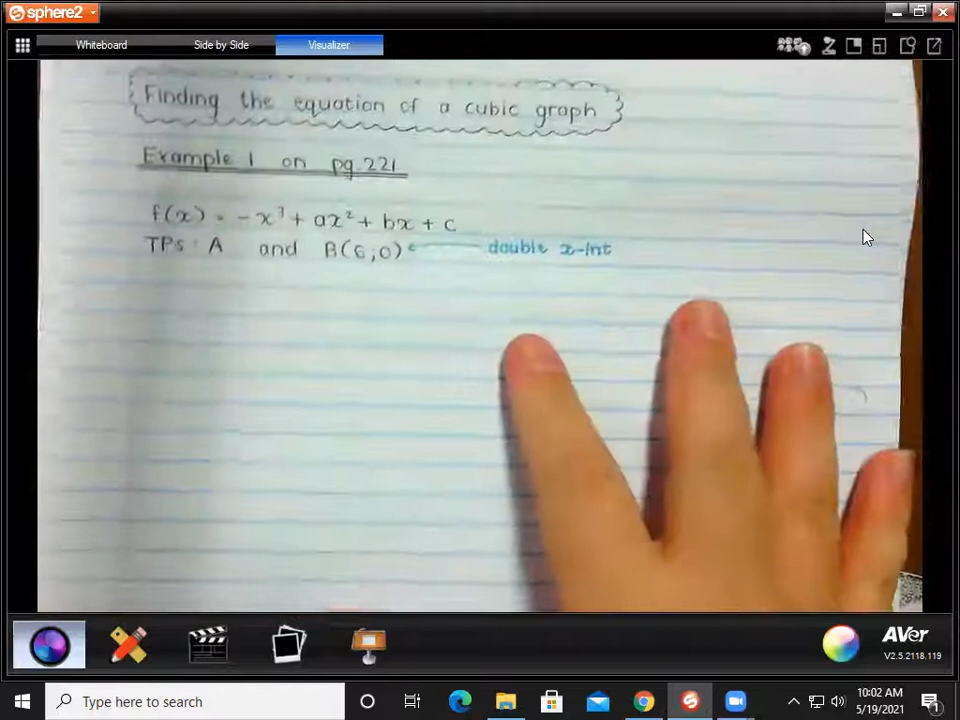 sphere2
Whiteboard
Side by Side
Visualizer
Finding the equation of a cubic graph
Example 1 on pg.221
f(x) = -x³ + ax² + bx + c
TPs: A and B(6;0) ← double x-int
AVer
V2.5.2118.119
Type here to search
10:02 AM
5/19/2021
1